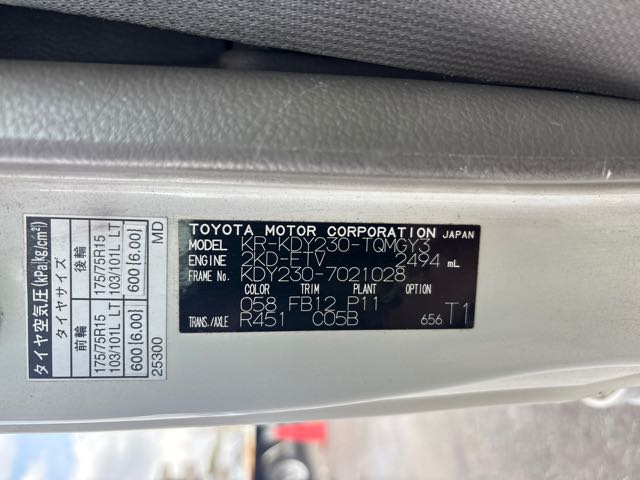 タイヤ空気圧(kPa{kg/cm²})
タイヤサイズ
前輪 後輪
175/75R15 175/75R15
103/101L LT 103/101L LT
600 {6.00} 600 {6.00}
25300 MD
TOYOTA MOTOR CORPORATION JAPAN
MODEL KR-KDY230-TQMGY3
ENGINE 2KD-FTV 2494 mL
FRAME No. KDY230-7021028
COLOR TRIM PLANT OPTION
058 FB12 P11
TRANS./AXLE R451 C05B 656 T1